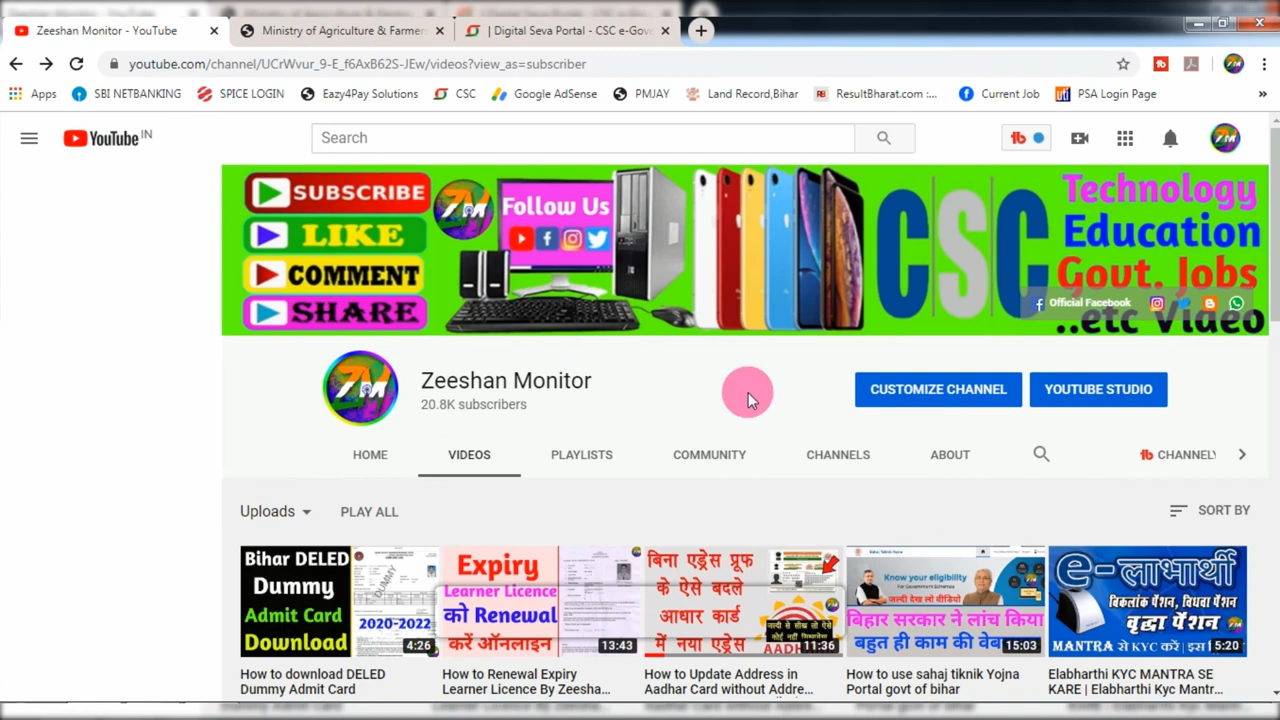 Zeeshan Monitor - YouTube
Ministry of Agriculture & Farmer
| Digital Seva Portal - CSC e-Gove
youtube.com/channel/UCrWvur_9-E_f6AxB62S-JEw/videos?view_as=subscriber
Apps SBI NETBANKING SPICE LOGIN Eazy4Pay Solutions CSC Google AdSense PMJAY Land Record,Bihar ResultBharat.com :... Current Job PSA Login Page
YouTube IN
Search
SUBSCRIBE
LIKE
COMMENT
SHARE
ZM
Follow Us
CSC
Technology
Education
Govt. Jobs
Official Facebook
..etc Video
Zeeshan Monitor
20.8K subscribers
CUSTOMIZE CHANNEL
YOUTUBE STUDIO
HOME VIDEOS PLAYLISTS COMMUNITY CHANNELS ABOUT CHANNELY
Uploads PLAY ALL SORT BY
Bihar DELED
Dummy
Admit Card
Download
2020-2022
4:26
Expiry
Learner Licence
को Renewal
करें ऑनलाइन
13:43
बिना एड्रेस प्रूफ
के ऐसे बदले
आधार कार्ड
में नया एड्रेस
11:36
Know your eligibility
For Government Schemes
जल्दी देख लो वीडियो
बिहार सरकार ने लांच किया
बहुत ही काम की वेब
15:03
e-लाभार्थी
विकलांक पेंशन, विधवा पेंशन
वृद्धा पेंशन
MANTRA से KYC करें | इस
5:20
How to download DELED
Dummy Admit Card
How to Renewal Expiry
Learner Licence By Zeesha...
How to Update Address in
Aadhar Card without Addre...
How to use sahaj tiknik Yojna
Portal govt of bihar
Elabharthi KYC MANTRA SE
KARE | Elabharthi Kyc Mantr...